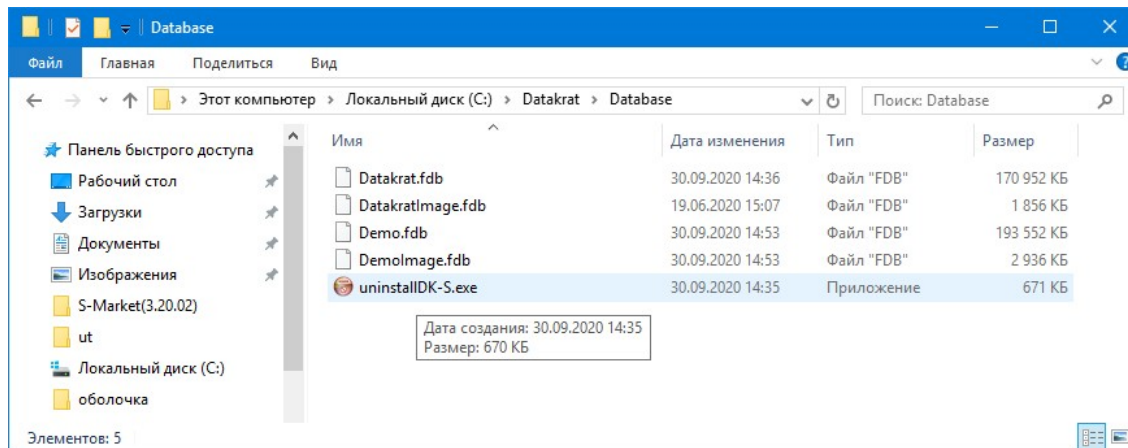 Database
Файл Главная Поделиться Вид
Этот компьютер > Локальный диск (C:) > Datakrat > Database Поиск: Database
Панель быстрого доступа
Рабочий стол
Загрузки
Документы
Изображения
S-Market(3.20.02)
ut
Локальный диск (C:)
оболочка
Имя Дата изменения Тип Размер
Datakrat.fdb 30.09.2020 14:36 Файл "FDB" 170 952 КБ
DatakratImage.fdb 19.06.2020 15:07 Файл "FDB" 1 856 КБ
Demo.fdb 30.09.2020 14:53 Файл "FDB" 193 552 КБ
DemoImage.fdb 30.09.2020 14:53 Файл "FDB" 2 936 КБ
uninstallDK-S.exe 30.09.2020 14:35 Приложение 671 КБ
Дата создания: 30.09.2020 14:35
Размер: 670 КБ
Элементов: 5